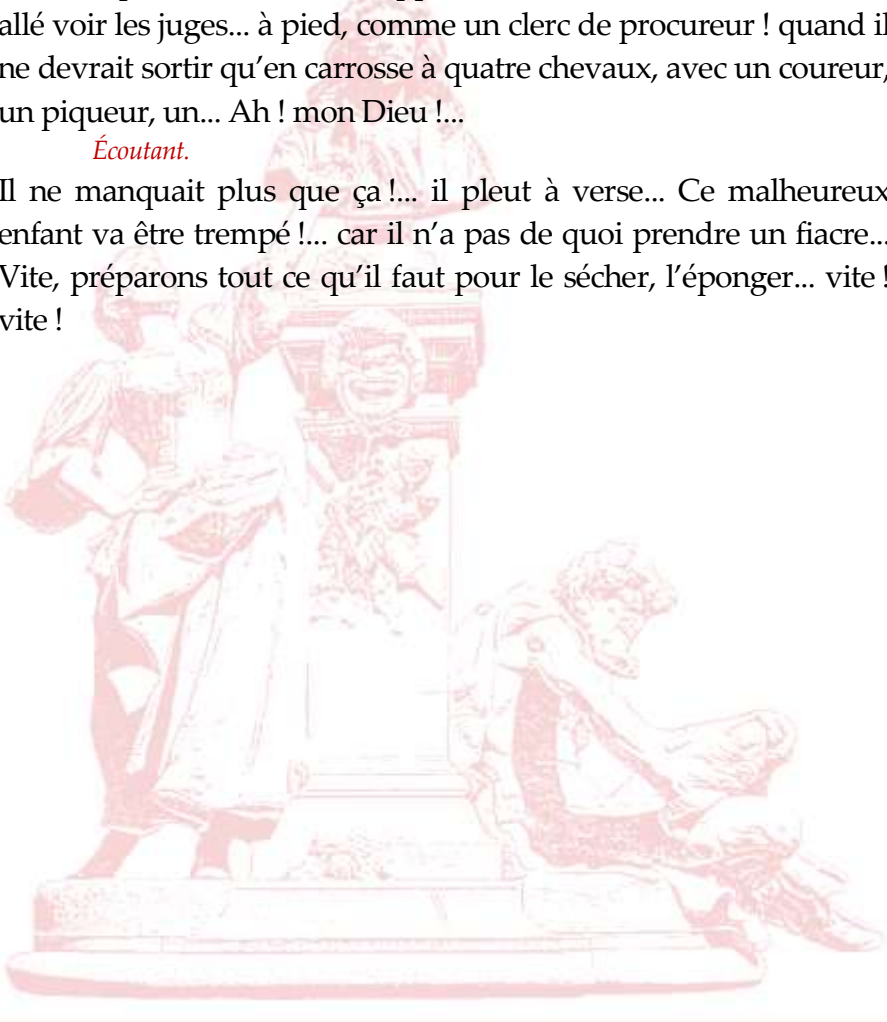 allé voir les juges... à pied, comme un clerc de procureur ! quand il
ne devrait sortir qu’en carrosse à quatre chevaux, avec un coureur,
un piqueur, un... Ah ! mon Dieu !...
Écoutant.
Il ne manquait plus que ça !... il pleut à verse... Ce malheureux
enfant va être trempé !... car il n’a pas de quoi prendre un fiacre...
Vite, préparons tout ce qu’il faut pour le sécher, l’éponger... vite !
vite !